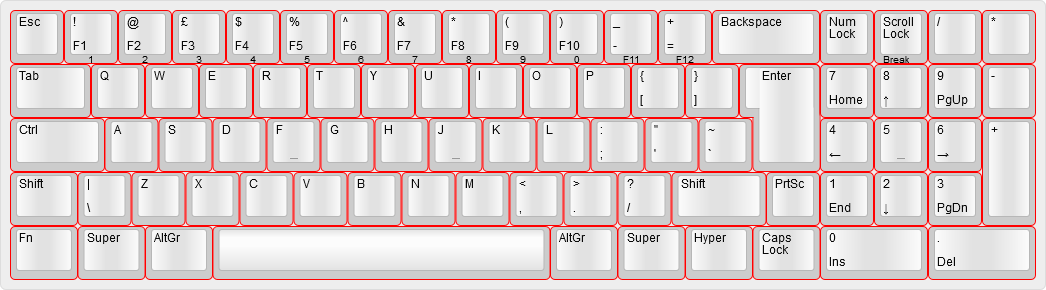 Esc ! @ £ $ % ^ & * ( ) _ + Backspace Num Lock Scroll Lock / *
F1 F2 F3 F4 F5 F6 F7 F8 F9 F10 - =
1 2 3 4 5 6 7 8 9 0 F11 F12 Break
Tab Q W E R T Y U I O P { } Enter 7 8 9 -
[ ] Home ↑ PgUp
Ctrl A S D F G H J K L : " ~ 4 5 6 +
_ _ ; ' ` ← _ →
Shift | Z X C V B N M < > ? Shift PrtSc 1 2 3
\ , . / End ↓ PgDn
Fn Super AltGr AltGr Super Hyper Caps Lock 0 .
Ins Del